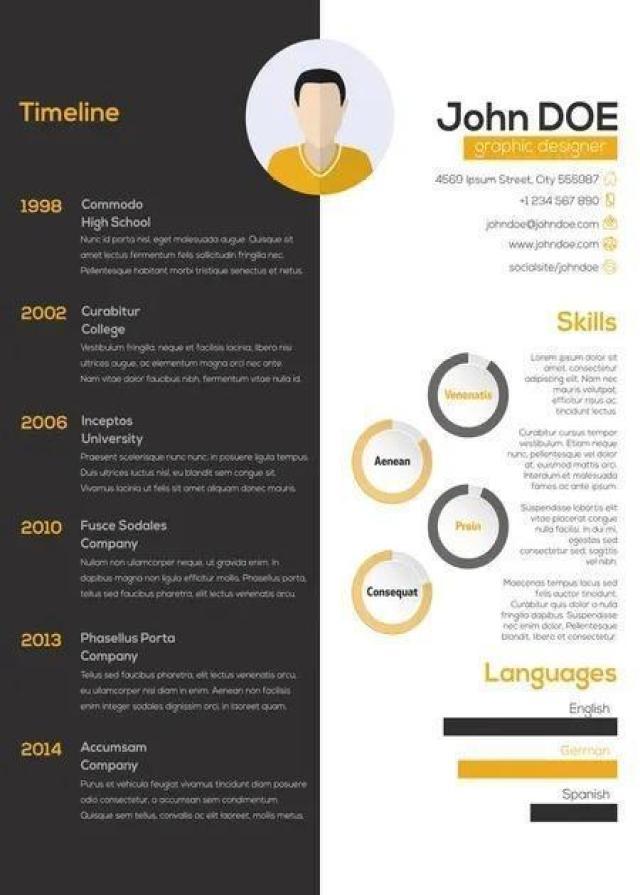 Timeline
1998
Commodo
High School
Nunc id porta nisl, eget malesuada augue. Quisque sit
amet lectus fermentum felis sollicitudin fringilla nec.
Pellentesque habitant morbi tristique senectus et netus.
2002
Curabitur
College
Vestibulum fringilla, neque et facilisis lacinia, libero nisi
ultrices augue, ac elementum magna orci nec ante.
Nam vitae dolor faucibus nibh, fermentum vitae nulla id.
2006
Inceptos
University
Praesent scelerisque nunc nunc, in posuere ligula tempus.
Duis ultrices luctus nisl, eu blandit sem congue sit.
Vivamus lacinia ut felis sit amet aliquam donec mauris.
2010
Fusce Sodales
Company
Nullam non ullamcorper neque, ut gravida enim. In
dapibus magna non ligula efficitur mollis. Phasellus porta,
tellus sed faucibus pharetra, elit lectus venenatis arcu.
2013
Phasellus Porta
Company
Tellus sed faucibus pharetra, elit lectus venenatis arcu,
eu ullamcorper nisi diam in enim. Aenean non facilisis
enim integer sodales dignissim orci, in laoreet quam.
2014
Accumsam
Company
Purus et vehicula feugiat vivamus tincidunt diam posuere
odio consectetur, a accumsan sem condimentum.
Quisque sem tellus, convallis ac elit laoreet, mollis metus.
John DOE
graphic designer
4569 Ipsum Street, City 556987
+1 234 567 890
johndoe@johndoe.com
www.johndoe.com
socialsite/johndoe
Skills
Venenatis
Aenean
Proin
Consequat
Lorem ipsum dolor sit
amet, consectetur
adipiscing elit. Nam nec
mauris volutpat,
efficitur risus ac,
tincidunt lectus.
Curabitur cursus tempor
vestibulum. Etiam neque
nunc, pellentesque vel dolor
at, euismod mattis orci.
Interdum et malesuada
fames ac ante ipsum.
Suspendisse lobortis elit
vitae placerat congue
nulla facilisi. In dui mi,
egestas sed
consectetur sed, sagittis
vel nibh.
Maecenas tempus lacus sed
felis auctor tincidunt.
Curabitur quis dolor a nulla
fringilla dapibus. Suspendisse
nec enim dolor. Pellentesque
blandit, libero et consectetur.
Languages
English
German
Spanish